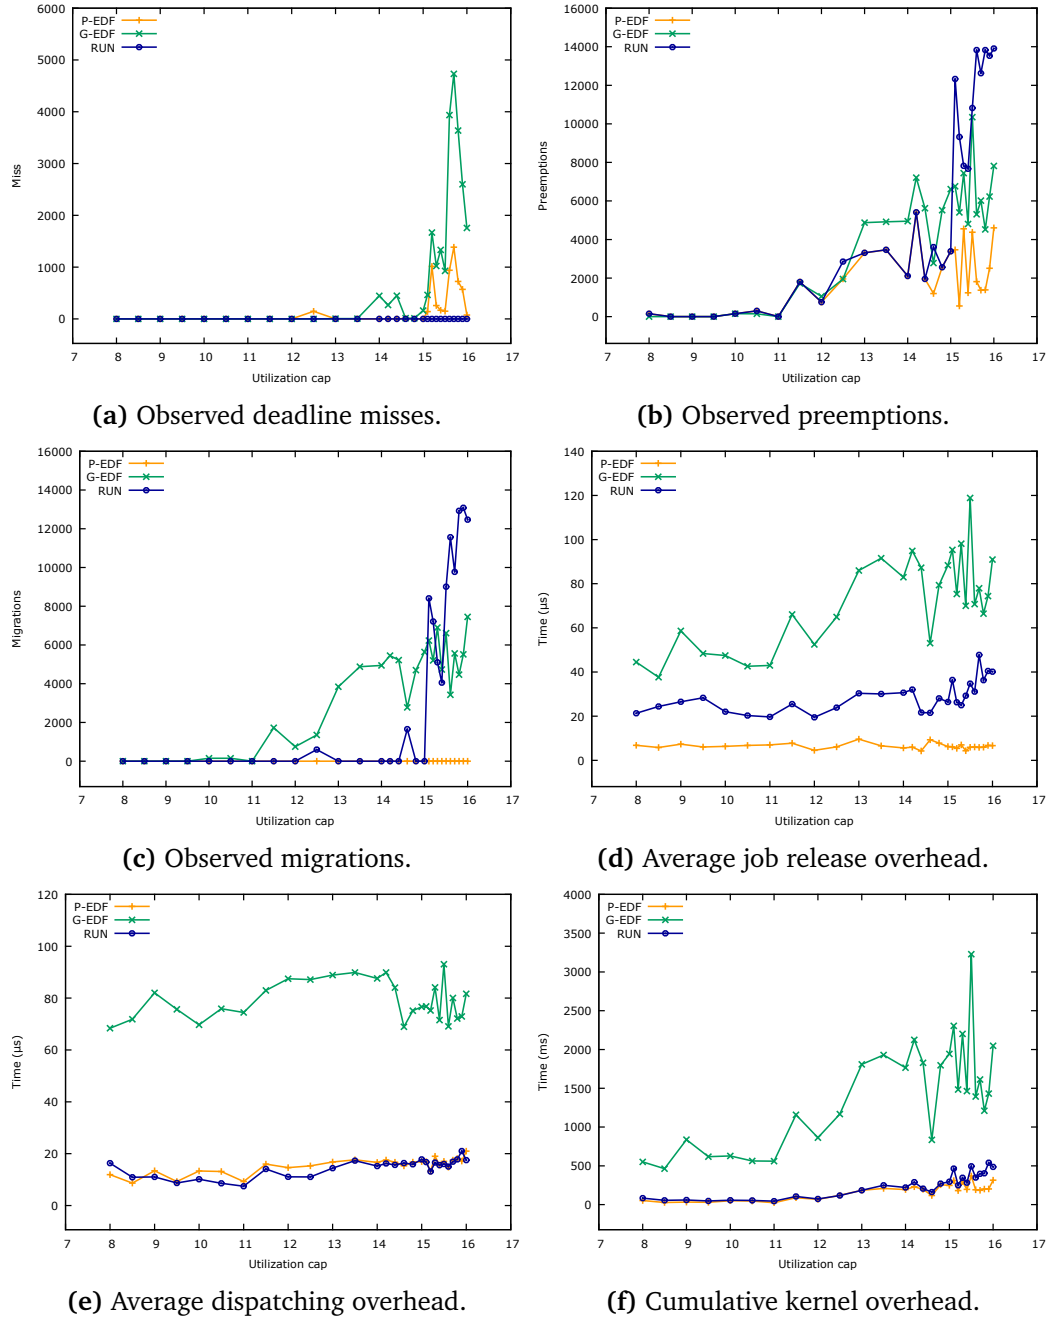 6000
5000
4000
3000
2000
1000
0
7 8 9 10 11 12 13 14 15 16 17
Miss
Utilization cap
P-EDF
G-EDF
RUN
(a) Observed deadline misses.
16000
14000
12000
10000
8000
6000
4000
2000
0
7 8 9 10 11 12 13 14 15 16 17
Preemptions
Utilization cap
P-EDF
G-EDF
RUN
(b) Observed preemptions.
16000
14000
12000
10000
8000
6000
4000
2000
0
7 8 9 10 11 12 13 14 15 16 17
Migrations
Utilization cap
P-EDF
G-EDF
RUN
(c) Observed migrations.
140
120
100
80
60
40
20
0
7 8 9 10 11 12 13 14 15 16 17
Time (µs)
Utilization cap
P-EDF
G-EDF
RUN
(d) Average job release overhead.
120
100
80
60
40
20
0
7 8 9 10 11 12 13 14 15 16 17
Time (µs)
Utilization cap
P-EDF
G-EDF
RUN
(e) Average dispatching overhead.
4000
3500
3000
2500
2000
1500
1000
500
0
7 8 9 10 11 12 13 14 15 16 17
Time (ms)
Utilization cap
P-EDF
G-EDF
RUN
(f) Cumulative kernel overhead.